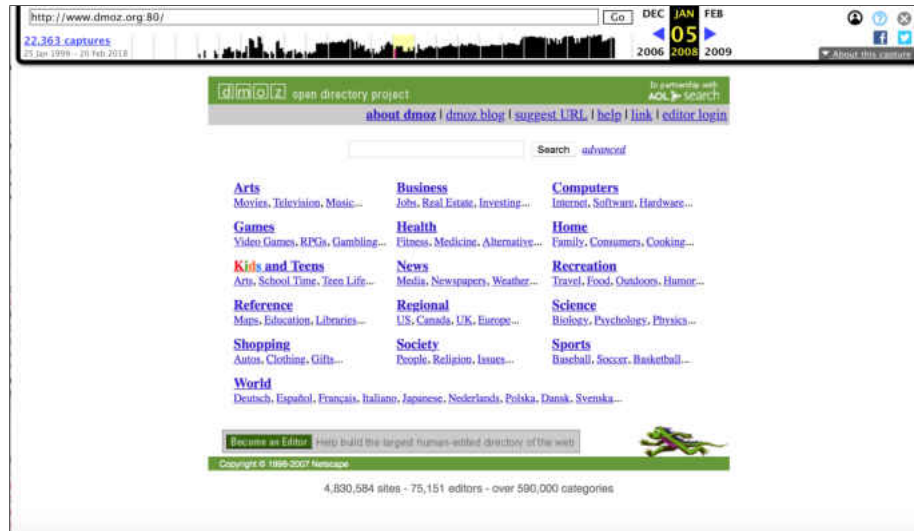 http://www.dmoz.org:80/ Go DEC JAN FEB
22,363 captures 05
25 Jan 1999 - 26 Feb 2018 2006 2008 2009 About this capture
dmoz open directory project In partnership with
AOL search
about dmoz | dmoz blog | suggest URL | help | link | editor login
Search advanced
Arts Business Computers
Movies, Television, Music... Jobs, Real Estate, Investing... Internet, Software, Hardware...
Games Health Home
Video Games, RPGs, Gambling... Fitness, Medicine, Alternative... Family, Consumers, Cooking...
Kids and Teens News Recreation
Arts, School Time, Teen Life... Media, Newspapers, Weather... Travel, Food, Outdoors, Humor...
Reference Regional Science
Maps, Education, Libraries... US, Canada, UK, Europe... Biology, Psychology, Physics...
Shopping Society Sports
Autos, Clothing, Gifts... People, Religion, Issues... Baseball, Soccer, Basketball...
World
Deutsch, Español, Français, Italiano, Japanese, Nederlands, Polska, Dansk, Svenska...
Become an Editor Help build the largest human-edited directory of the web
Copyright © 1998-2007 Netscape
4,830,584 sites - 75,151 editors - over 590,000 categories